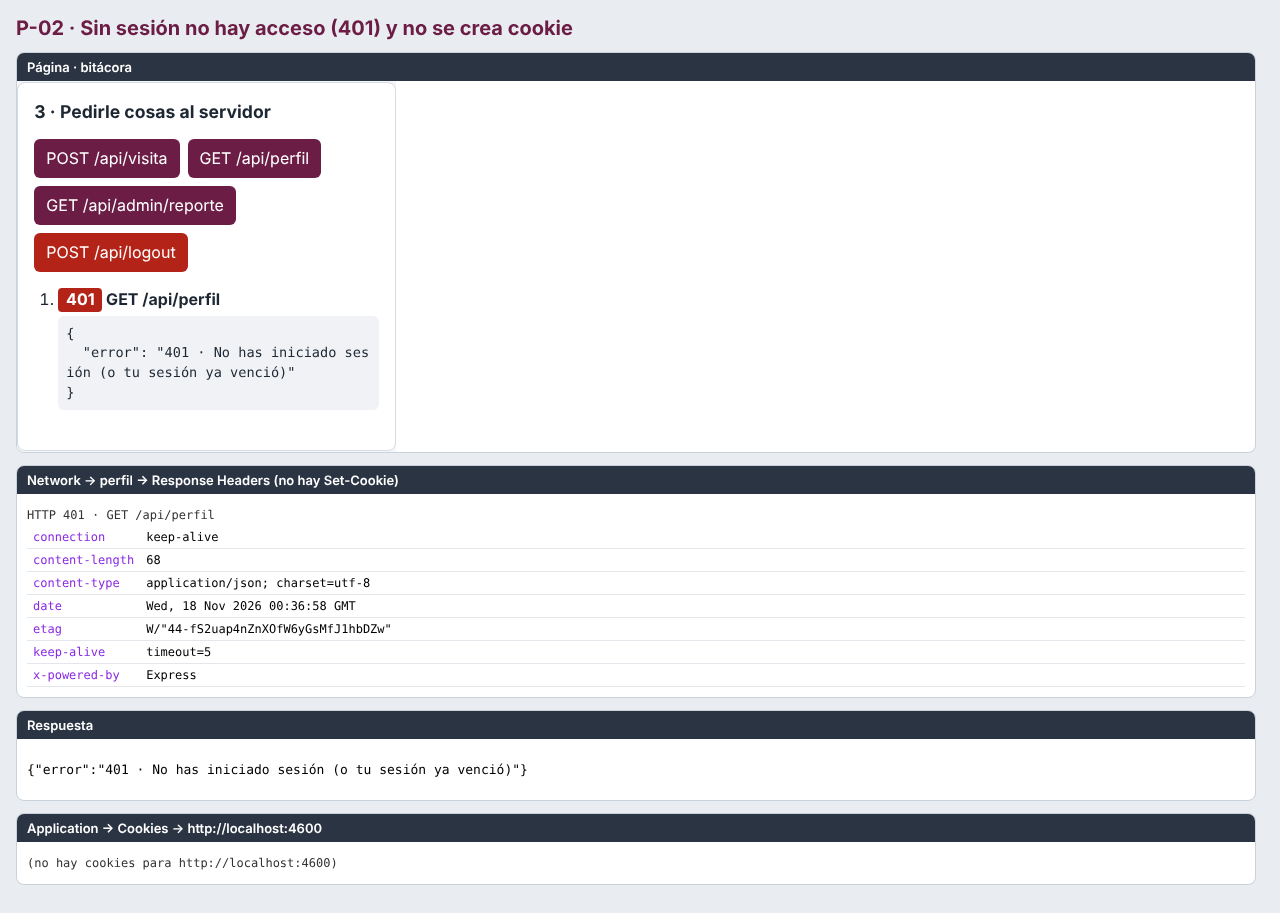 P-02 · Sin sesión no hay acceso (401) y no se crea cookie
Página · bitácora
3 · Pedirle cosas al servidor
POST /api/visita
GET /api/perfil
GET /api/admin/reporte
POST /api/logout
1. 401 GET /api/perfil
{
"error": "401 · No has iniciado ses
ión (o tu sesión ya venció)"
}
Network → perfil → Response Headers (no hay Set-Cookie)
HTTP 401 · GET /api/perfil
connection keep-alive
content-length 68
content-type application/json; charset=utf-8
date Wed, 18 Nov 2026 00:36:58 GMT
etag W/"44-fS2uap4nZnXOfW6yGsMfJ1hbDZw"
keep-alive timeout=5
x-powered-by Express
Respuesta
{"error":"401 · No has iniciado sesión (o tu sesión ya venció)"}
Application → Cookies → http://localhost:4600
(no hay cookies para http://localhost:4600)